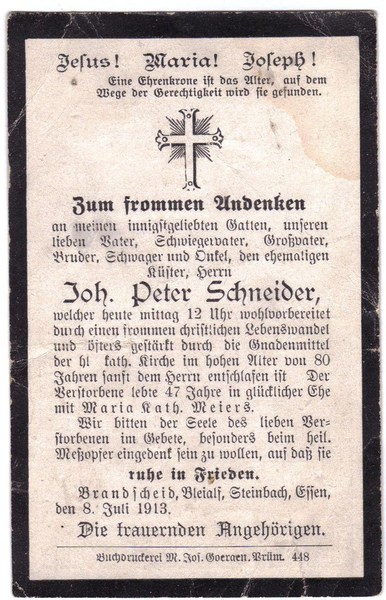 Jesus! Maria! Joseph!
Eine Ehrenkrone ist das Alter, auf dem
Wege der Gerechtigkeit wird sie gefunden.
Zum frommen Andenken
an meinen innigstgeliebten Gatten, unseren
lieben Vater, Schwiegervater, Großvater,
Bruder, Schwager und Onkel, den ehemaligen
Küster, Herrn
Joh. Peter Schneider,
welcher heute mittag 12 Uhr wohlvorbereitet
durch einen frommen christlichen Lebenswandel
und öfters gestärkt durch die Gnadenmittel
der hl. kath. Kirche im hohen Alter von 80
Jahren sanft dem Herrn entschlafen ist Der
Verstorbene lebte 47 Jahre in glücklicher Ehe
mit Maria Kath. Meiers.
Wir bitten der Seele des lieben Ver-
storbenen im Gebete, besonders beim heil.
Meßopfer eingedenk sein zu wollen, auf daß sie
ruhe in Frieden.
Brandscheid, Bleialf, Steinbach, Essen,
den 8. Juli 1913.
Die trauernden Angehörigen.
Buchdruckerei M. Jos. Goergen. Prüm. 448